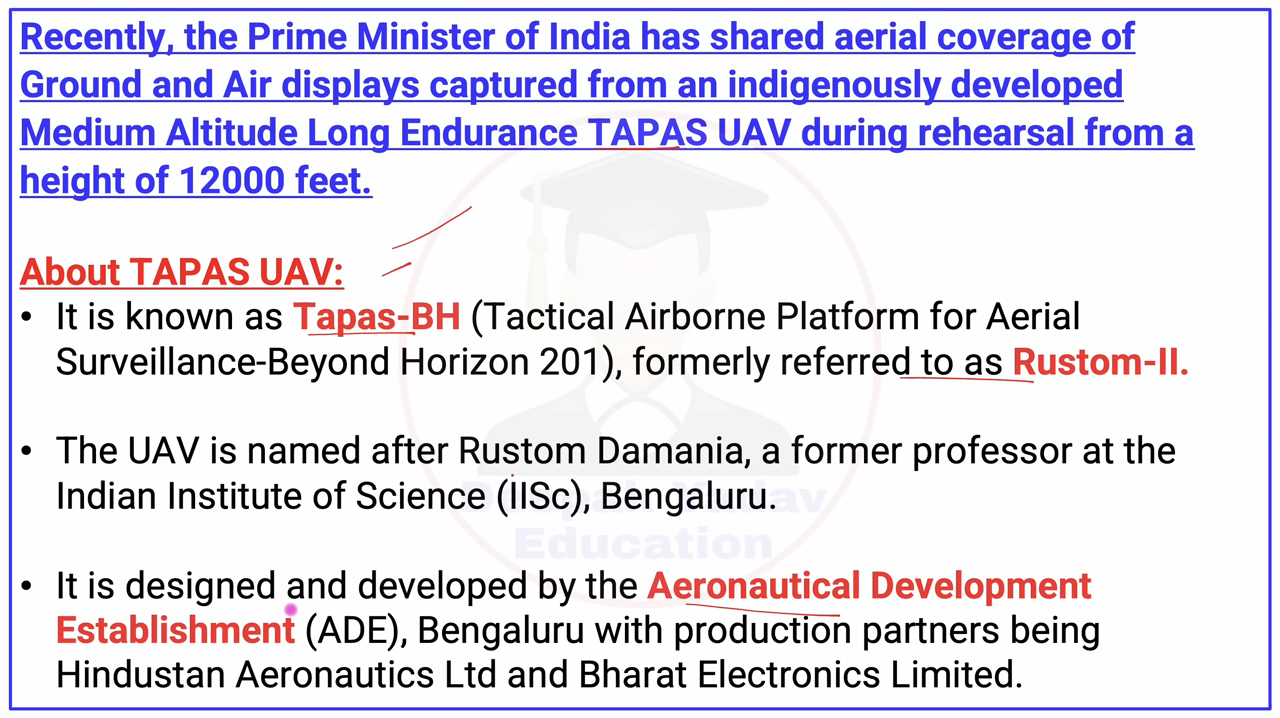 Recently, the Prime Minister of India has shared aerial coverage of
Ground and Air displays captured from an indigenously developed
Medium Altitude Long Endurance TAPAS UAV during rehearsal from a
height of 12000 feet.
About TAPAS UAV:
• It is known as Tapas-BH (Tactical Airborne Platform for Aerial
Surveillance-Beyond Horizon 201), formerly referred to as Rustom-II.
• The UAV is named after Rustom Damania, a former professor at the
Indian Institute of Science (IISc), Bengaluru.
Education
• It is designed and developed by the Aeronautical Development
Establishment (ADE), Bengaluru with production partners being
Hindustan Aeronautics Ltd and Bharat Electronics Limited.